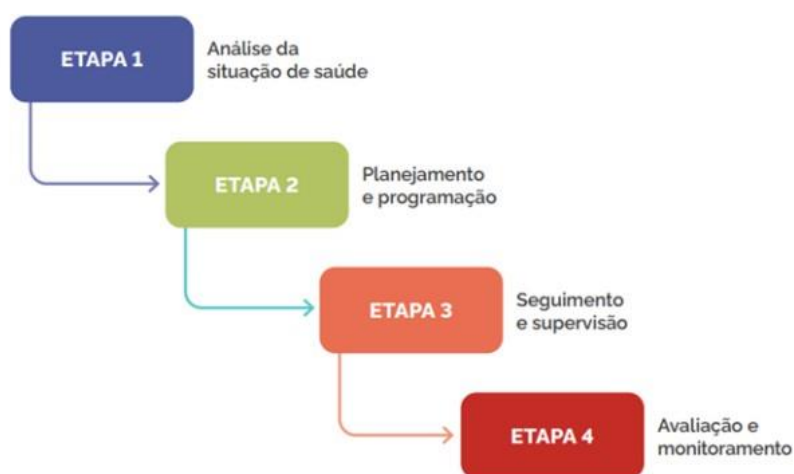 ETAPA 1
Análise da
situação de saúde
ETAPA 2
Planejamento
e programação
ETAPA 3
Seguimento
e supervisão
ETAPA 4
Avaliação e
monitoramento